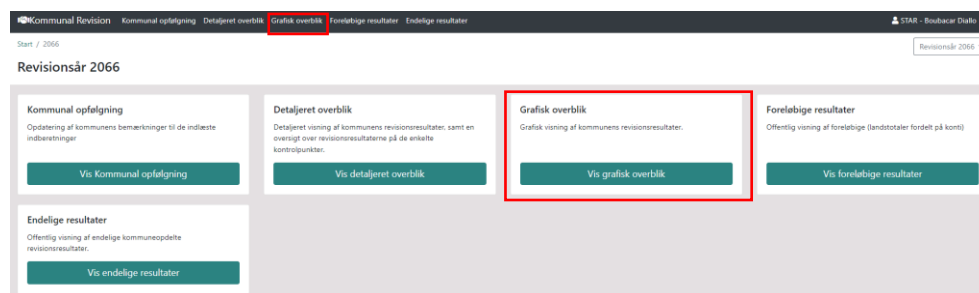 Kommunal Revision Kommunal opfølgning Detaljeret overblik Grafisk overblik Foreløbige resultater Endelige resultater STAR - Boubacar Diallo
Start / 2066
Revisionsår 2066
Revisionsår 2066
Kommunal opfølgning
Opdatering af kommunens bemærkninger til de indlæste
indberetninger
Vis Kommunal opfølgning
Detaljeret overblik
Detaljeret visning af kommunens revisionsresultater, samt en
oversigt over revisionsresultaterne på de enkelte
kontrolpunkter.
Vis detaljeret overblik
Grafisk overblik
Grafisk visning af kommunens revisionsresultater.
Vis grafisk overblik
Foreløbige resultater
Offentlig visning af foreløbige (landstotaler fordelt på konti)
Vis foreløbige resultater
Endelige resultater
Offentlig visning af endelige kommuneopdelte
revisionsresultater.
Vis endelige resultater